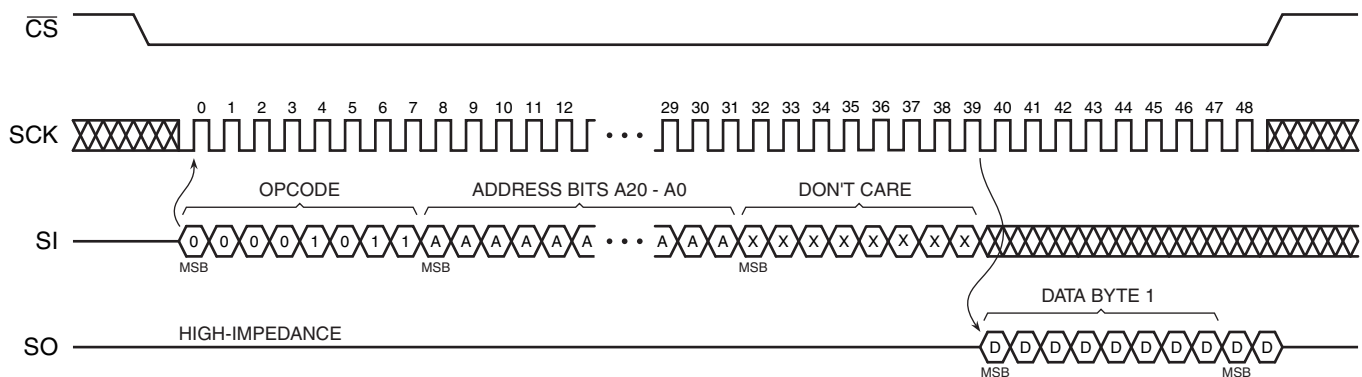 CS
0 1 2 3 4 5 6 7 8 9 10 11 12 29 30 31 32 33 34 35 36 37 38 39 40 41 42 43 44 45 46 47 48
SCK
OPCODE ADDRESS BITS A20 - A0 DON'T CARE
SI 0 0 0 0 1 0 1 1 A A A A A A A A A X X X X X X X X
MSB MSB MSB
DATA BYTE 1
HIGH-IMPEDANCE
SO D D D D D D D D D D
MSB MSB